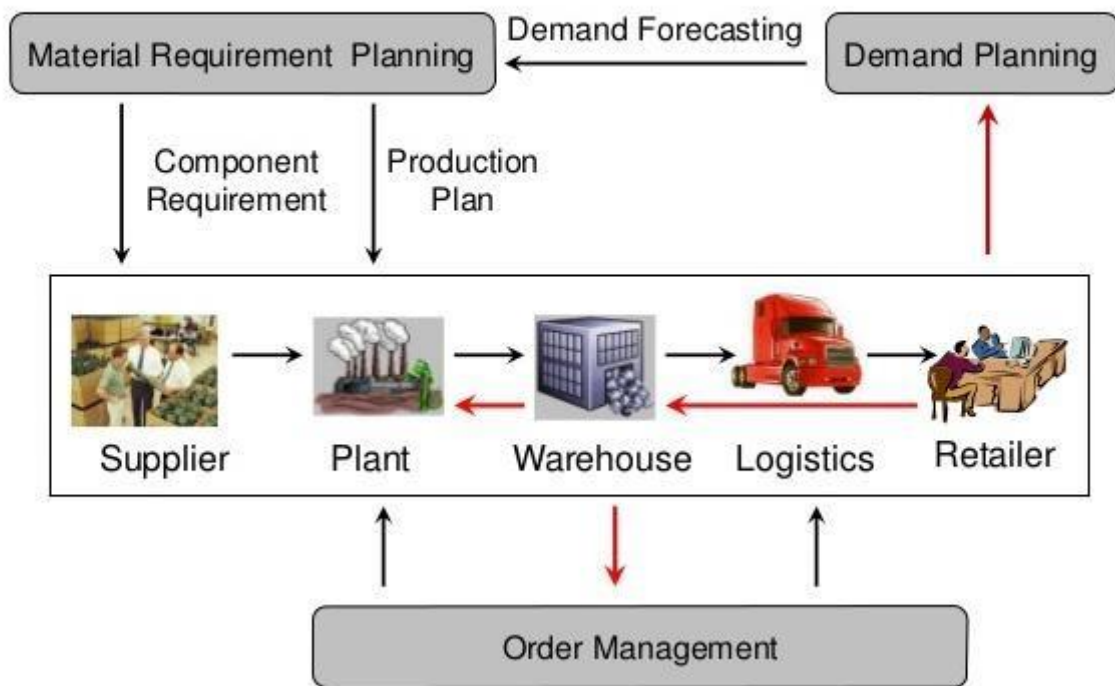 Demand Forecasting
Material Requirement Planning
Demand Planning
Component
Requirement
Production
Plan
Supplier
Plant
Warehouse
Logistics
Retailer
Order Management